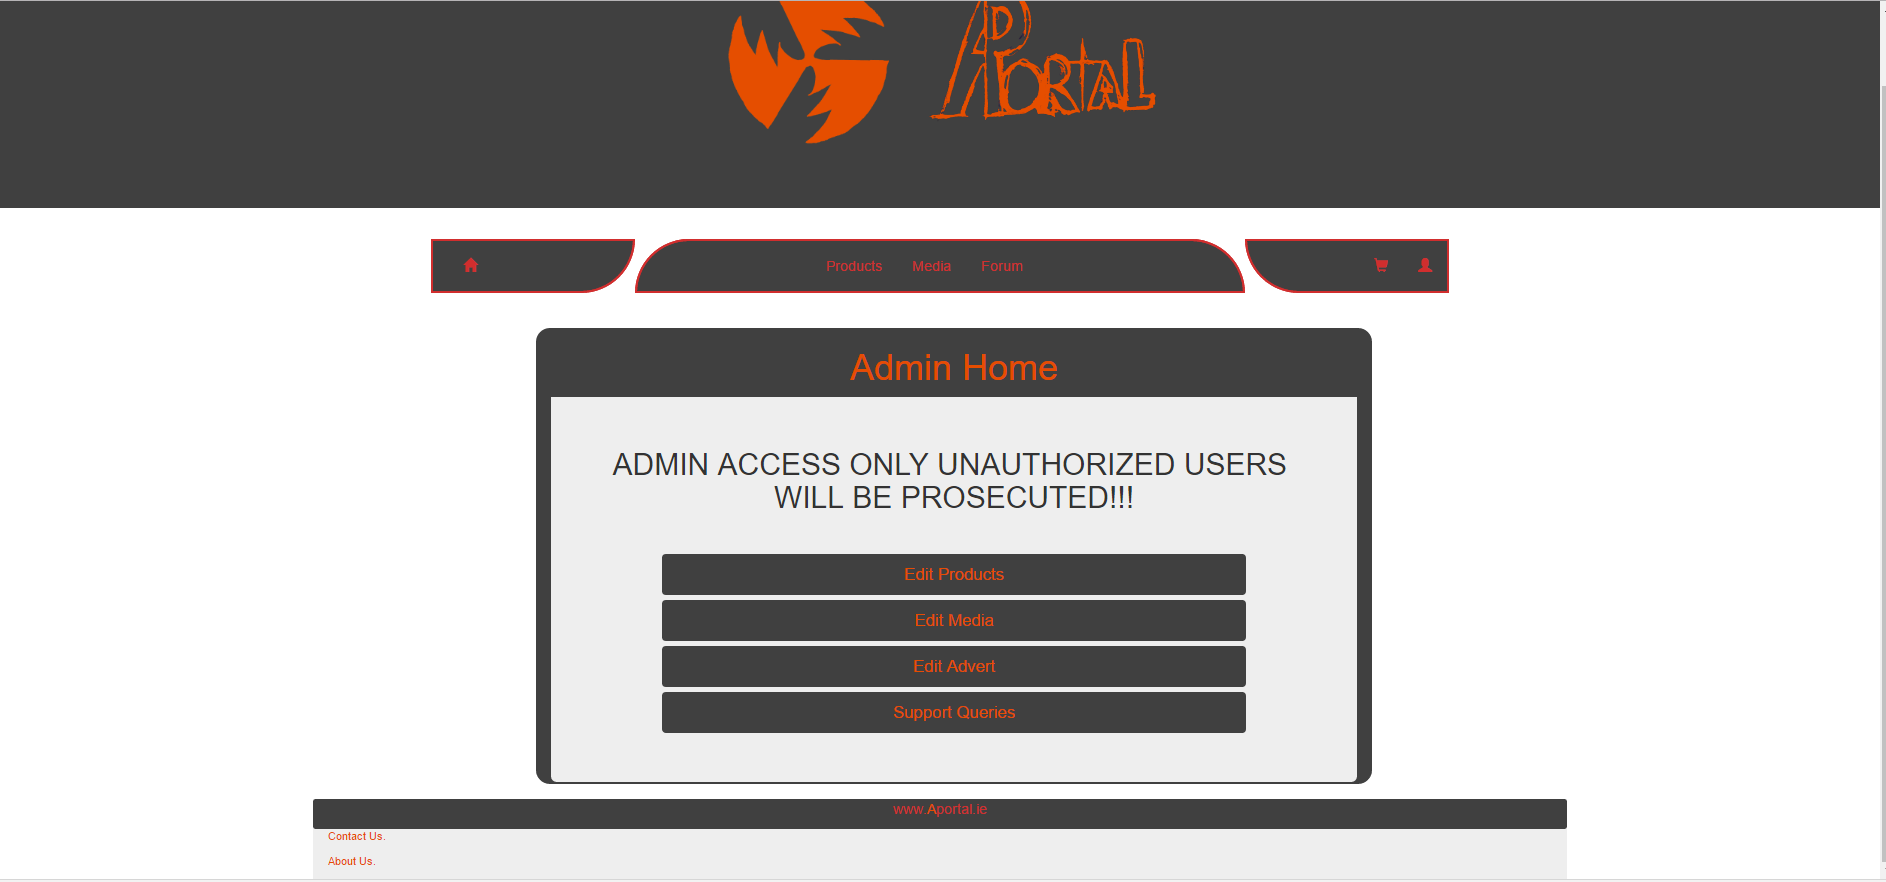 APORTAL
Products Media Forum
Admin Home
ADMIN ACCESS ONLY UNAUTHORIZED USERS
WILL BE PROSECUTED!!!
Edit Products
Edit Media
Edit Advert
Support Queries
www.Aportal.ie
Contact Us.
About Us.